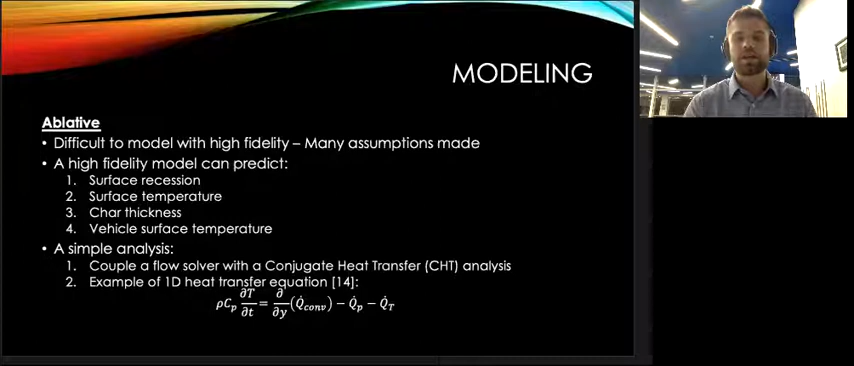 MODELING
Ablative
• Difficult to model with high fidelity – Many assumptions made
• A high fidelity model can predict:
1. Surface recession
2. Surface temperature
3. Char thickness
4. Vehicle surface temperature
• A simple analysis:
1. Couple a flow solver with a Conjugate Heat Transfer (CHT) analysis
2. Example of 1D heat transfer equation [14]:
ρC_p ∂T/∂t = ∂/∂y (Q̇_conv) − Q̇_p − Q̇_T